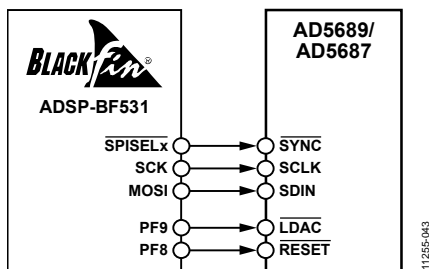 BLACKfin®
ADSP-BF531
AD5689/
AD5687
SPISELx SYNC
SCK SCLK
MOSI SDIN
PF9 LDAC
PF8 RESET
11255-043